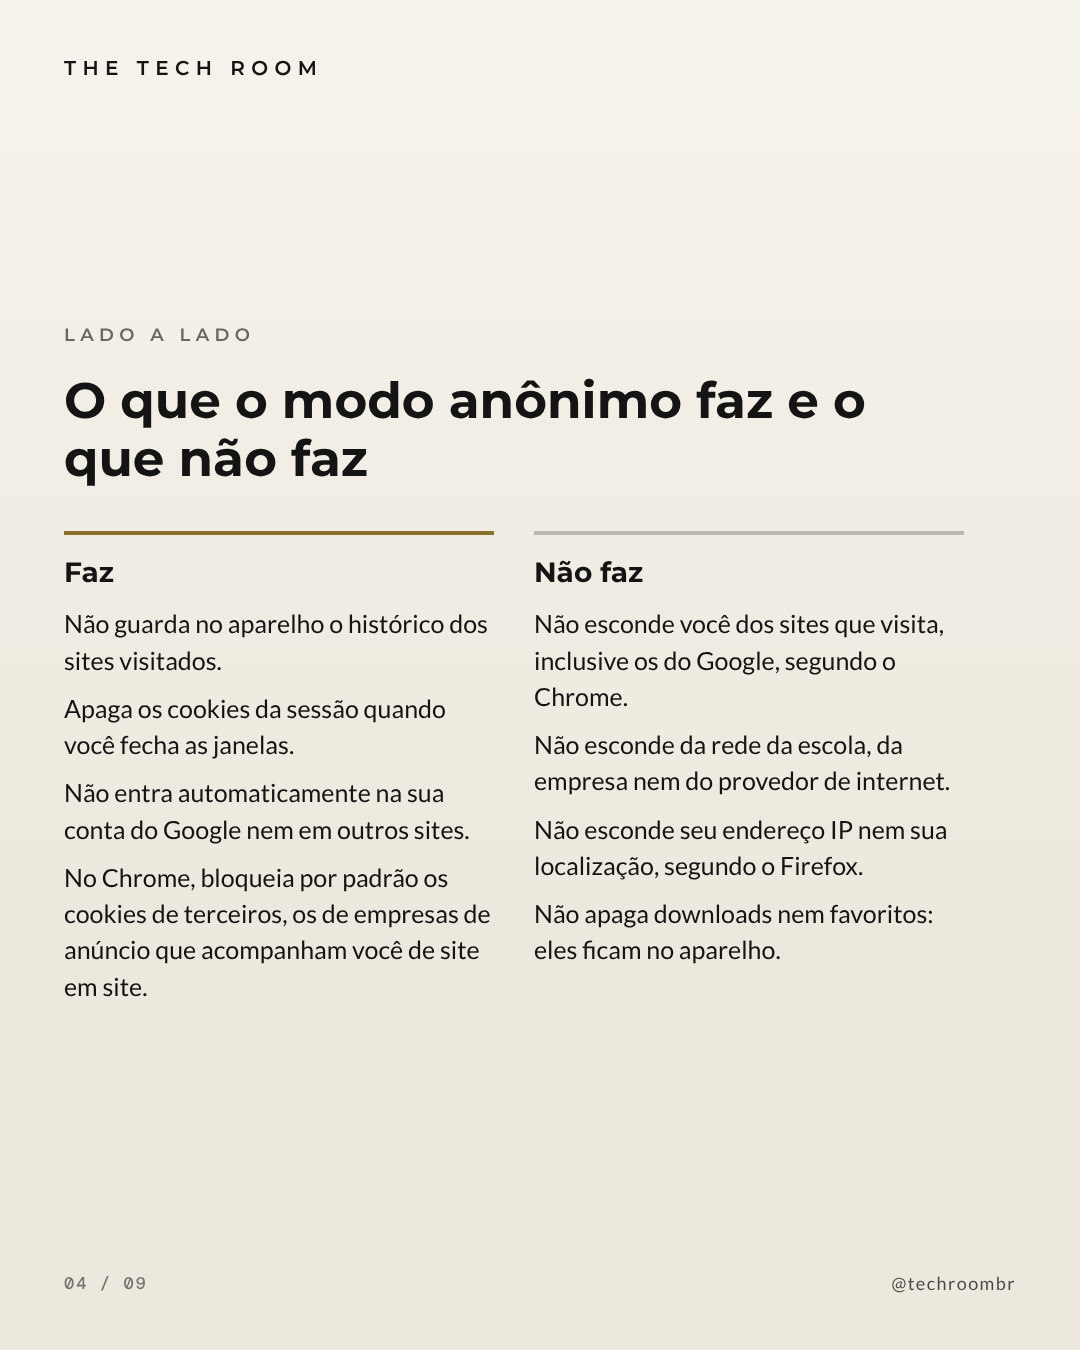 THE TECH ROOM
LADO A LADO
O que o modo anônimo faz e o
que não faz
Faz
Não guarda no aparelho o histórico dos
sites visitados.
Apaga os cookies da sessão quando
você fecha as janelas.
Não entra automaticamente na sua
conta do Google nem em outros sites.
No Chrome, bloqueia por padrão os
cookies de terceiros, os de empresas de
anúncio que acompanham você de site
em site.
Não faz
Não esconde você dos sites que visita,
inclusive os do Google, segundo o
Chrome.
Não esconde da rede da escola, da
empresa nem do provedor de internet.
Não esconde seu endereço IP nem sua
localização, segundo o Firefox.
Não apaga downloads nem favoritos:
eles ficam no aparelho.
04 / 09
@techroombr